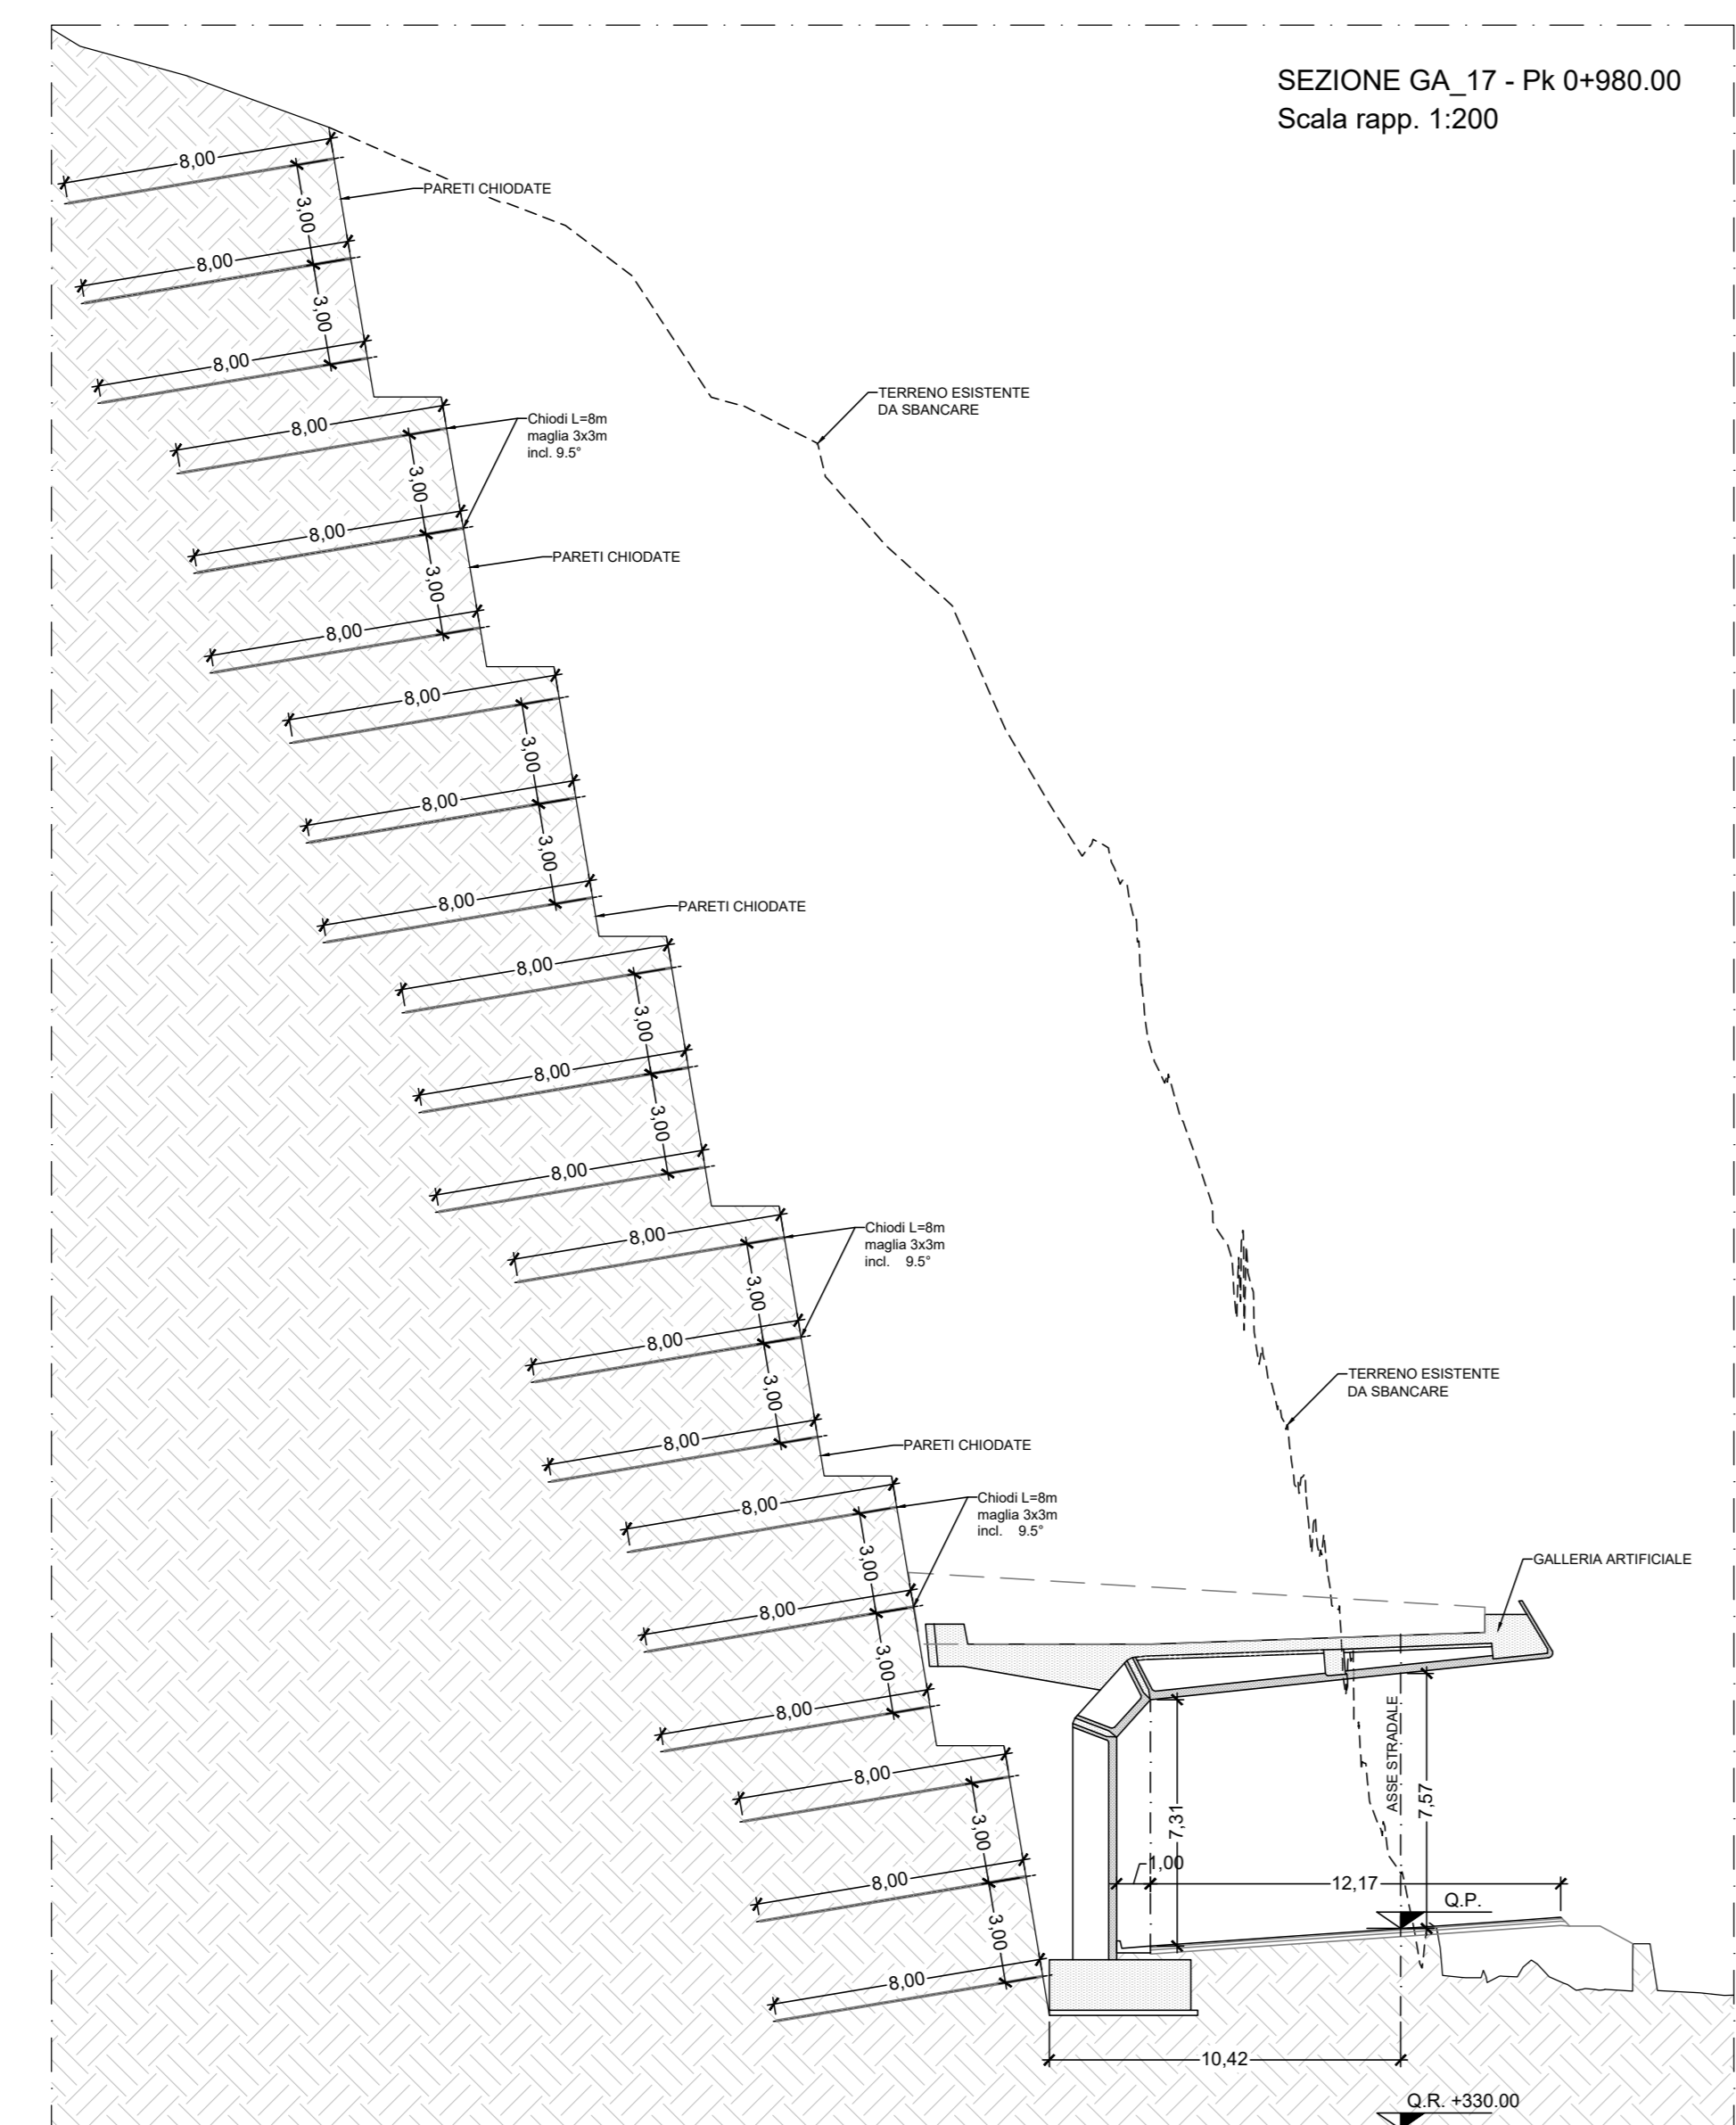 SEZIONE GA_17 - Pk 0+980.00
Scala rapp. 1:200
8,00
PARETI CHIODATE
3,00
8,00
3,00
8,00
TERRENO ESISTENTE
DA SBANCARE
Chiodi L=8m
maglia 3x3m
incl. 9.5°
8,00
3,00
8,00
PARETI CHIODATE
3,00
8,00
8,00
3,00
8,00
3,00
8,00
PARETI CHIODATE
8,00
3,00
8,00
3,00
8,00
Chiodi L=8m
maglia 3x3m
incl. 9.5°
8,00
3,00
8,00
TERRENO ESISTENTE
DA SBANCARE
3,00
8,00
PARETI CHIODATE
Chiodi L=8m
maglia 3x3m
incl. 9.5°
8,00
3,00
GALLERIA ARTIFICIALE
8,00
3,00
8,00
ASSE STRADALE
8,00
7,57
7,31
3,00
1,00
8,00
12,17
Q.P.
3,00
8,00
10,42
Q.R. +330.00